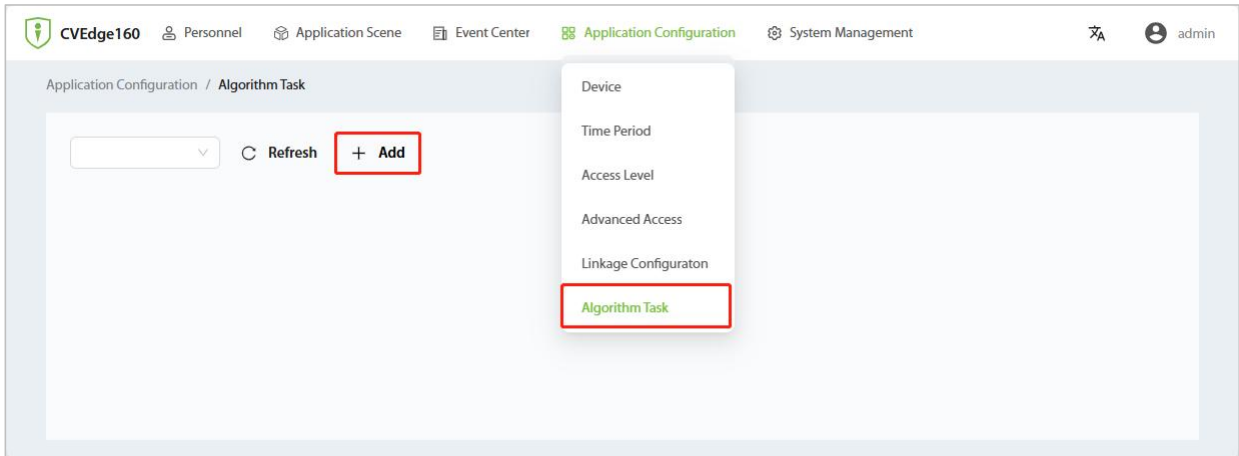 CVEdge160 Personnel Application Scene Event Center Application Configuration System Management admin
Application Configuration / Algorithm Task
Device
Time Period
Refresh + Add
Access Level
Advanced Access
Linkage Configuraton
Algorithm Task